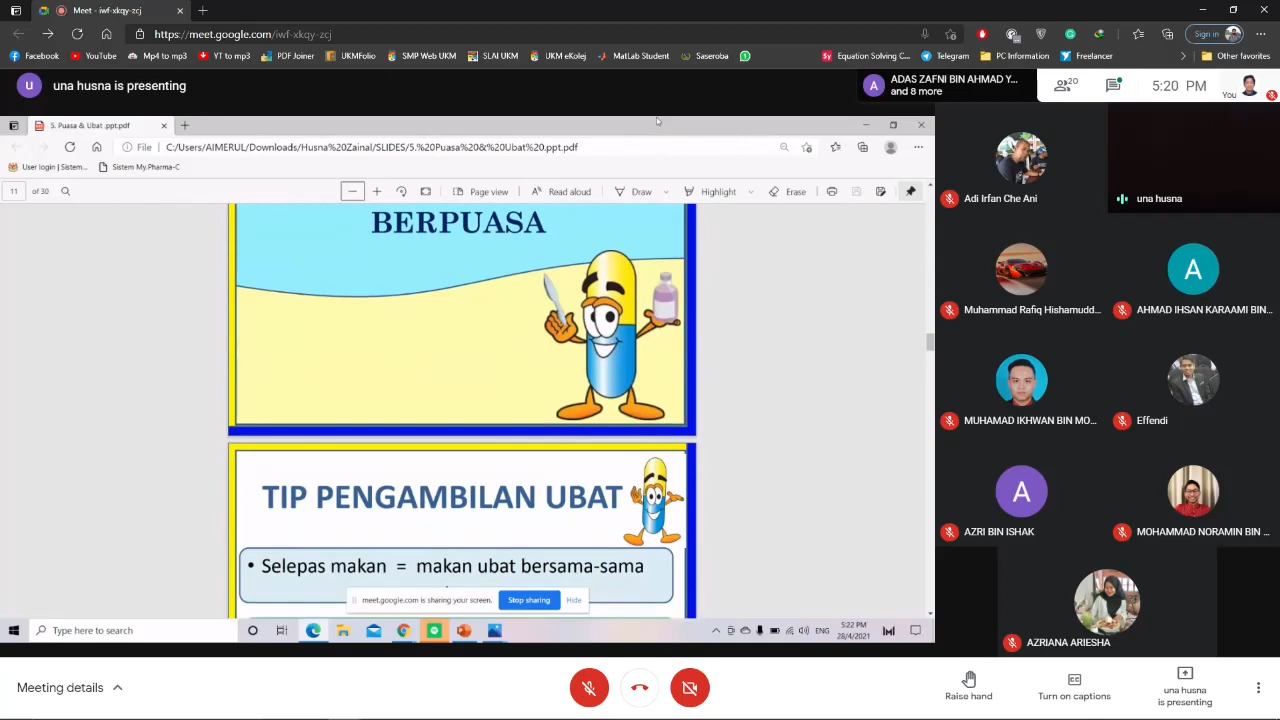 Meet - iwf-xkqy-zcj
https://meet.google.com/iwf-xkqy-zcj
Sign in
Facebook
YouTube
Mp4 to mp3
YT to mp3
PDF Joiner
UKMFolio
SMP Web UKM
SLAI UKM
UKM eKolej
MatLab Student
Saseroba
Equation Solving C...
Telegram
PC Information
Freelancer
Other favorites
u
una husna is presenting
A
ADAS ZAFNI BIN AHMAD Y...
and 8 more
20
5:20 PM
You
5. Puasa & Ubat .ppt.pdf
File
C:/Users/AIMERUL/Downloads/Husna%20Zainal/SLIDES/5.%20Puasa%20&%20Ubat%20.ppt.pdf
User login | Sistem...
Sistem My.Pharma-C
11 of 30
Page view
Read aloud
Draw
Highlight
Erase
BERPUASA
TIP PENGAMBILAN UBAT
• Selepas makan = makan ubat bersama-sama
meet.google.com is sharing your screen.
Stop sharing
Hide
Type here to search
ENG
5:22 PM
28/4/2021
Adi Irfan Che Ani
una husna
Muhammad Rafiq Hishamudd...
A
AHMAD IHSAN KARAAMI BIN...
MUHAMAD IKHWAN BIN MO...
Effendi
A
AZRI BIN ISHAK
MOHAMMAD NORAMIN BIN ...
AZRIANA ARIESHA
Meeting details
Raise hand
Turn on captions
una husna
is presenting